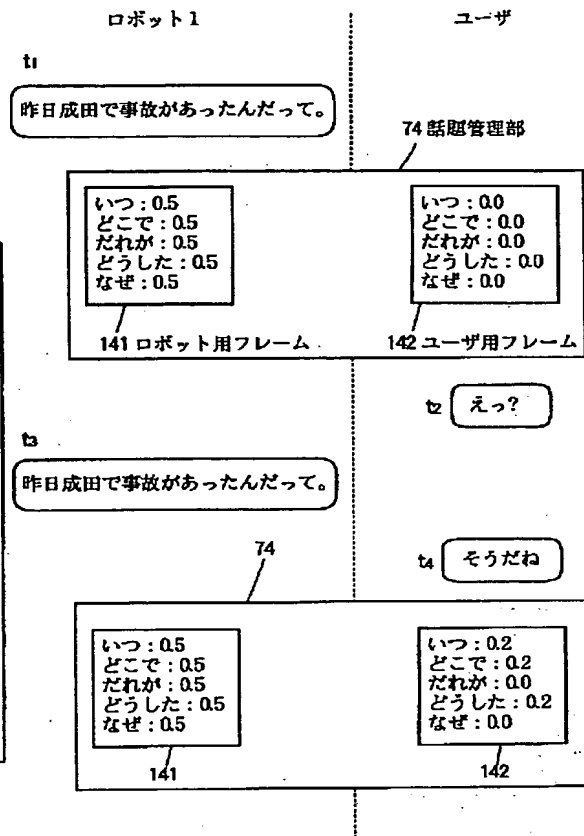 ロボット1
ユーザ
t1
昨日成田で事故があったんだって。
74 話題管理部
いつ：0.5
どこで：0.5
だれが：0.5
どうした：0.5
なぜ：0.5
いつ：0.0
どこで：0.0
だれが：0.0
どうした：0.0
なぜ：0.0
141 ロボット用フレーム
142 ユーザ用フレーム
t2
えっ?
t3
昨日成田で事故があったんだって。
74
t4
そうだね
いつ：0.5
どこで：0.5
だれが：0.5
どうした：0.5
なぜ：0.5
いつ：0.2
どこで：0.2
だれが：0.0
どうした：0.2
なぜ：0.0
141
142